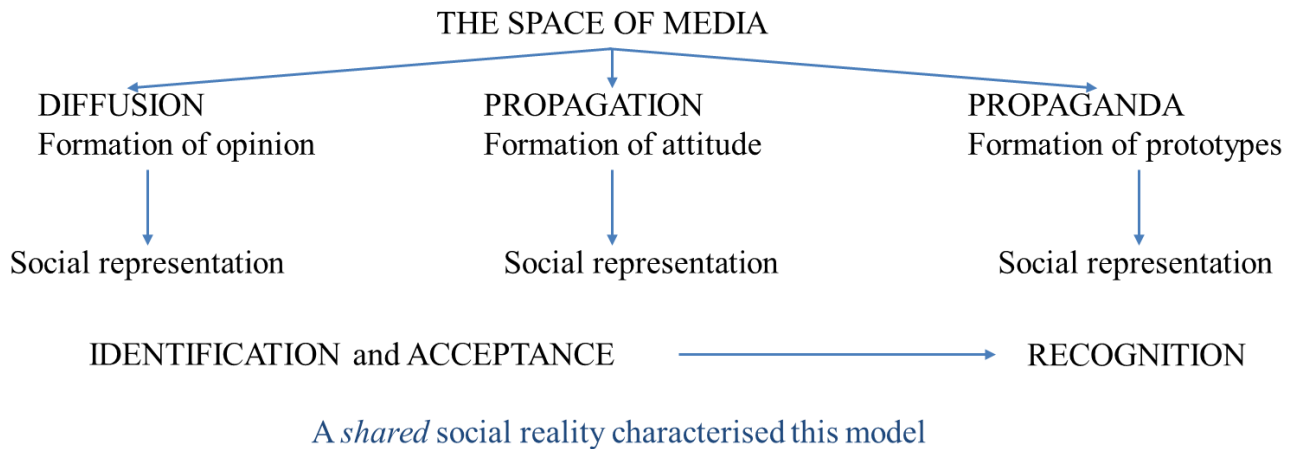 THE SPACE OF MEDIA
DIFFUSION PROPAGATION PROPAGANDA
Formation of opinion Formation of attitude Formation of prototypes
Social representation Social representation Social representation
IDENTIFICATION and ACCEPTANCE RECOGNITION
A shared social reality characterised this model